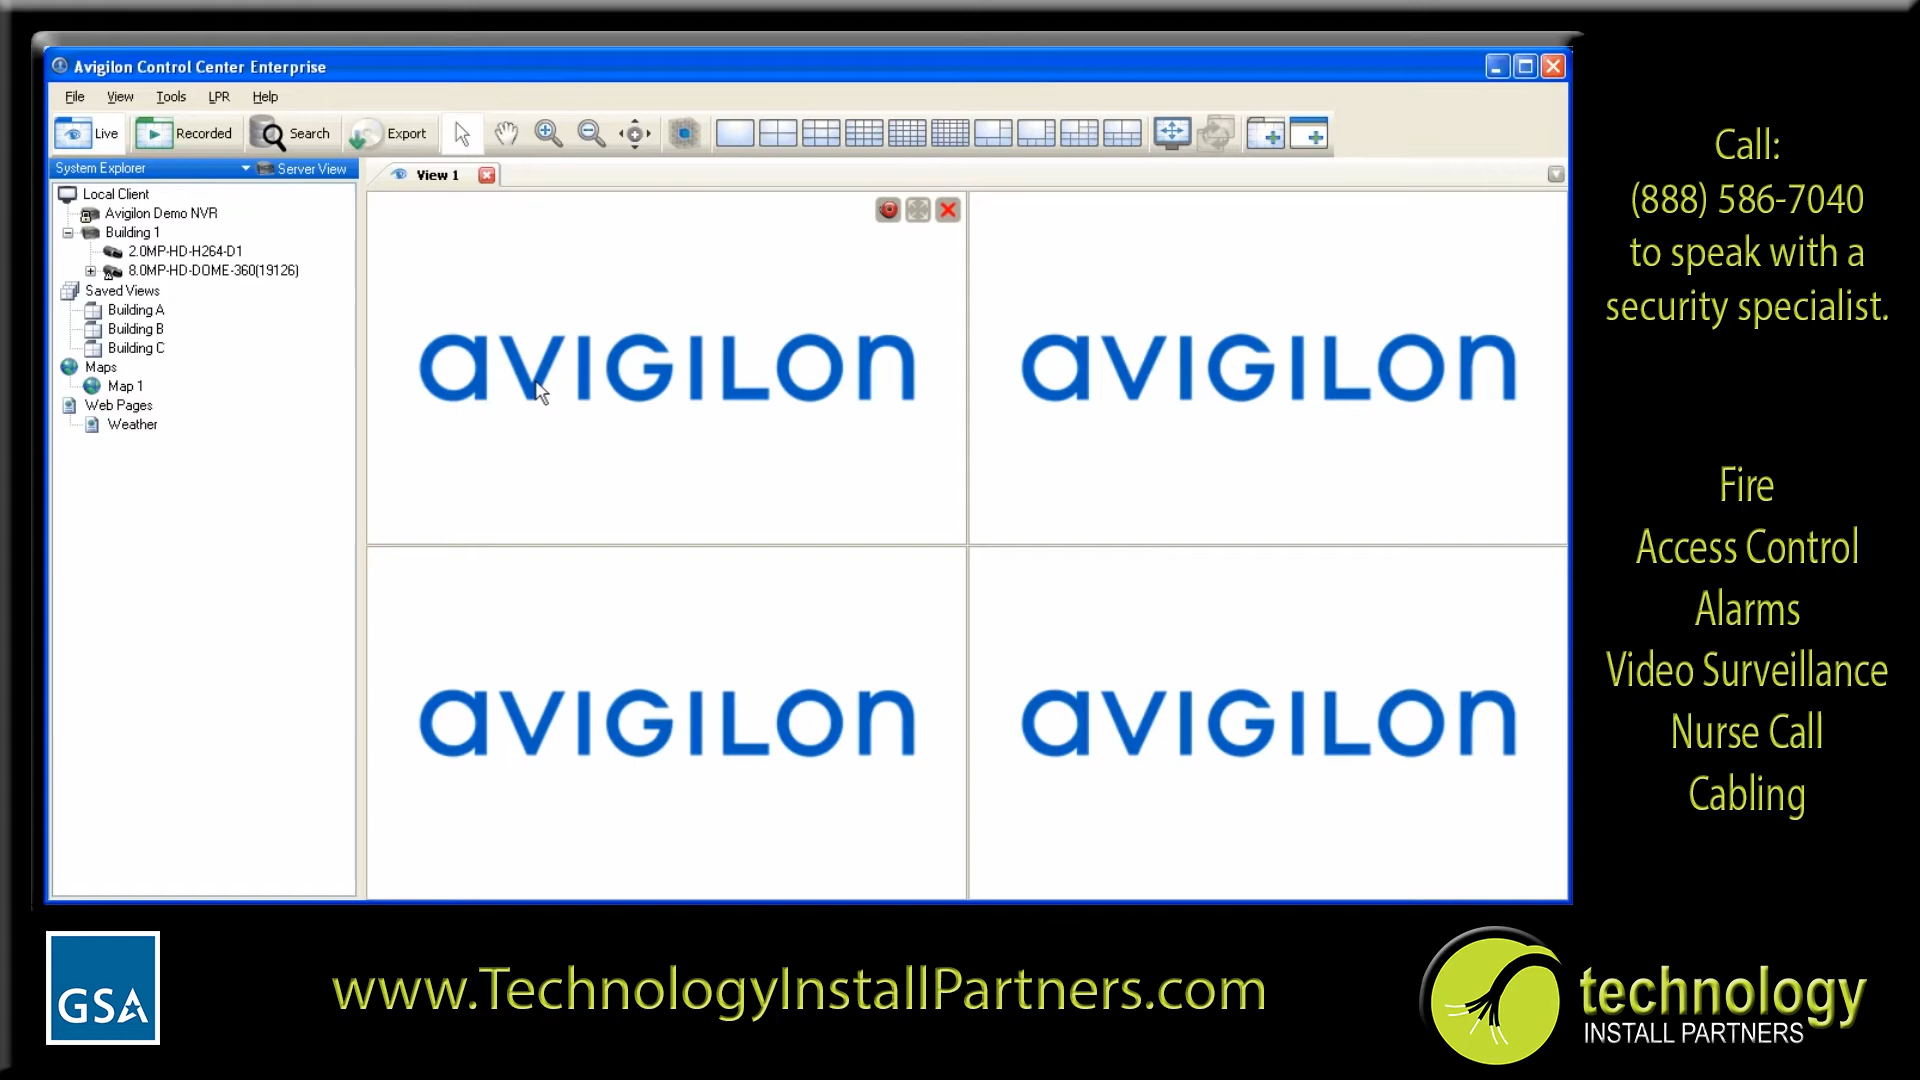 Avigilon Control Center Enterprise
File View Tools LPR Help
Live Recorded Search Export
System Explorer Server View
View 1
Local Client
Avigilon Demo NVR
Building 1
2.0MP-HD-H264-D1
8.0MP-HD-DOME-360(19126)
Saved Views
Building A
Building B
Building C
Maps
Map 1
Web Pages
Weather
avigilon avigilon
avigilon avigilon
Call:
(888) 586-7040
to speak with a
security specialist.
Fire
Access Control
Alarms
Video Surveillance
Nurse Call
Cabling
GSA
www.TechnologyInstallPartners.com
technology
INSTALL PARTNERS